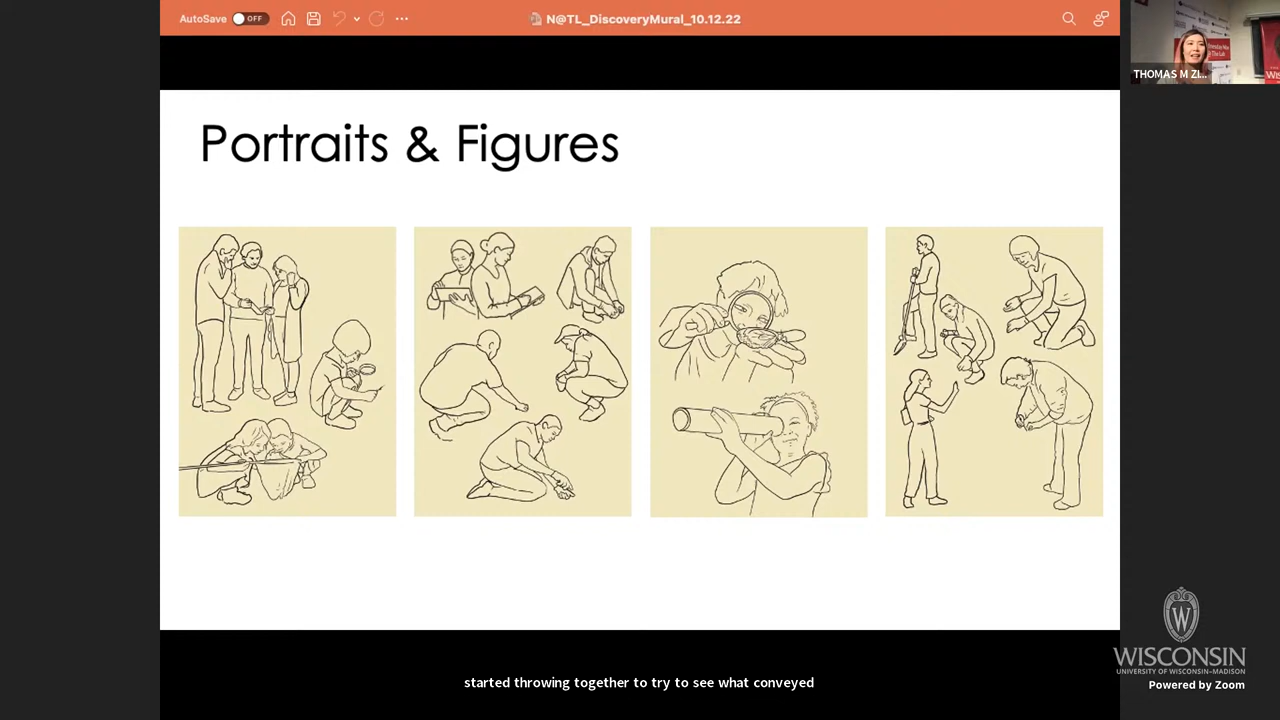 AutoSave OFF
N@TL_DiscoveryMural_10.12.22
THOMAS M ZI...
Portraits & Figures
W
WISCONSIN
UNIVERSITY OF WISCONSIN–MADISON
Powered by Zoom
started throwing together to try to see what conveyed